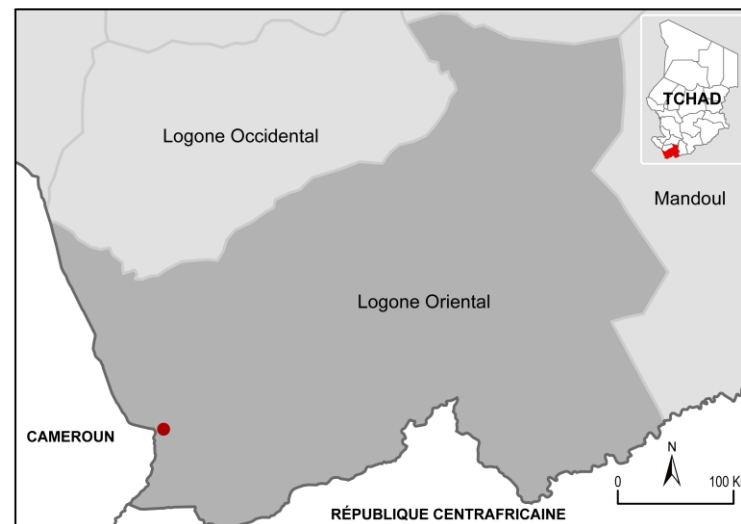 TCHAD
Logone Occidental
Mandoul
Logone Oriental
CAMEROUN
N
0 100 K
RÉPUBLIQUE CENTRAFRICAINE